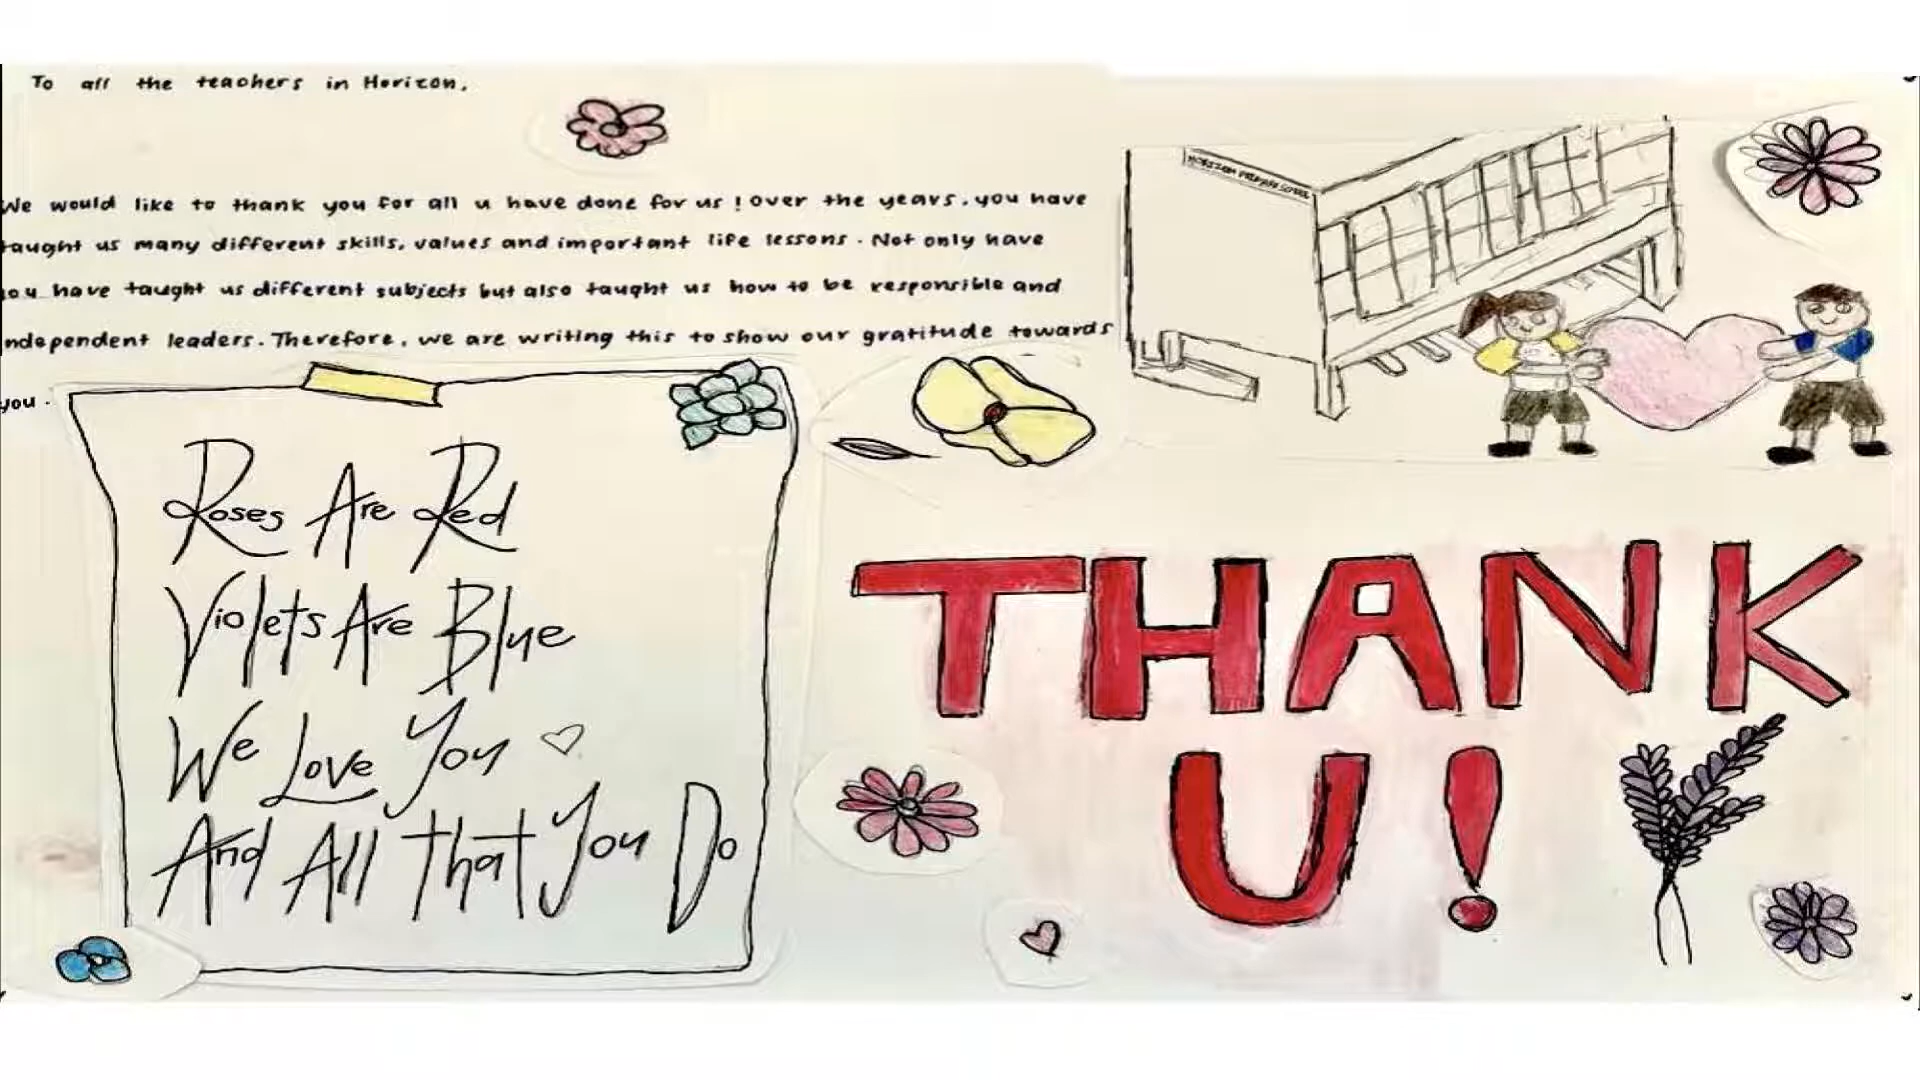 To all the teachers in Horizon,
We would like to thank you for all u have done for us! Over the years, you have
taught us many different skills, values and important life lessons. Not only have
you have taught us different subjects but also taught us how to be responsible and
independent leaders. Therefore, we are writing this to show our gratitude towards
you.
HORIZON PRIMARY SCHOOL
Roses Are Red
Violets Are Blue
We Love You
And All That You Do
THANK
U!